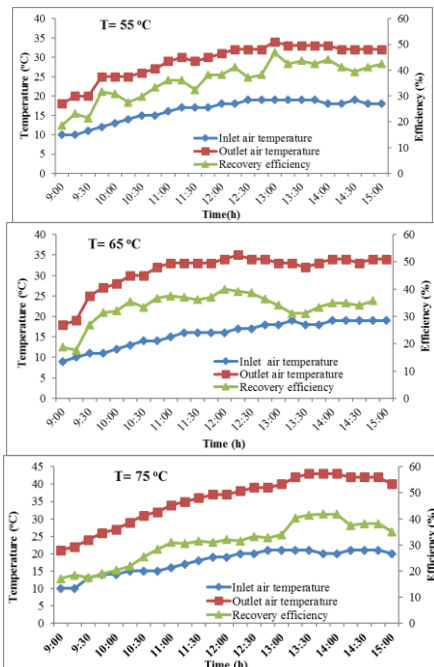 T= 55 °C
40 35 30 25 20 15 10 5 0
Temperature (°C)
60 50 40 30 20 10 0
Efficiency (%)
Inlet air temperature
Outlet air temperature
Recovery efficiency
9:00 9:30 10:00 10:30 11:00 11:30 12:00 12:30 13:00 13:30 14:00 14:30 15:00
Time(h)
T= 65 °C
40 35 30 25 20 15 10 5 0
Temperature (°C)
60 50 40 30 20 10 0
Efficiency (%)
Inlet air temperature
Outlet air temperature
Recovery efficiency
9:00 9:30 10:00 10:30 11:00 11:30 12:00 12:30 13:00 13:30 14:00 14:30 15:00
Time (h)
T= 75 °C
45 40 35 30 25 20 15 10 5 0
Temperature (°C)
60 50 40 30 20 10 0
Efficiency (%)
Inlet air temperature
Outlet air temperature
Recovery efficiency
9:00 9:30 10:00 10:30 11:00 11:30 12:00 12:30 13:00 13:30 14:00 14:30 15:00
Time (h)